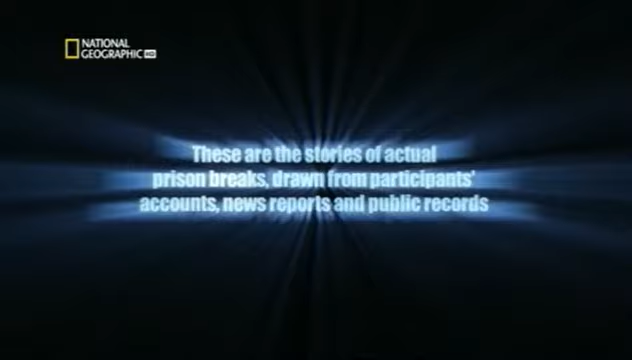 NATIONAL
GEOGRAPHIC HD
These are the stories of actual
prison breaks, drawn from participants'
accounts, news reports and public records